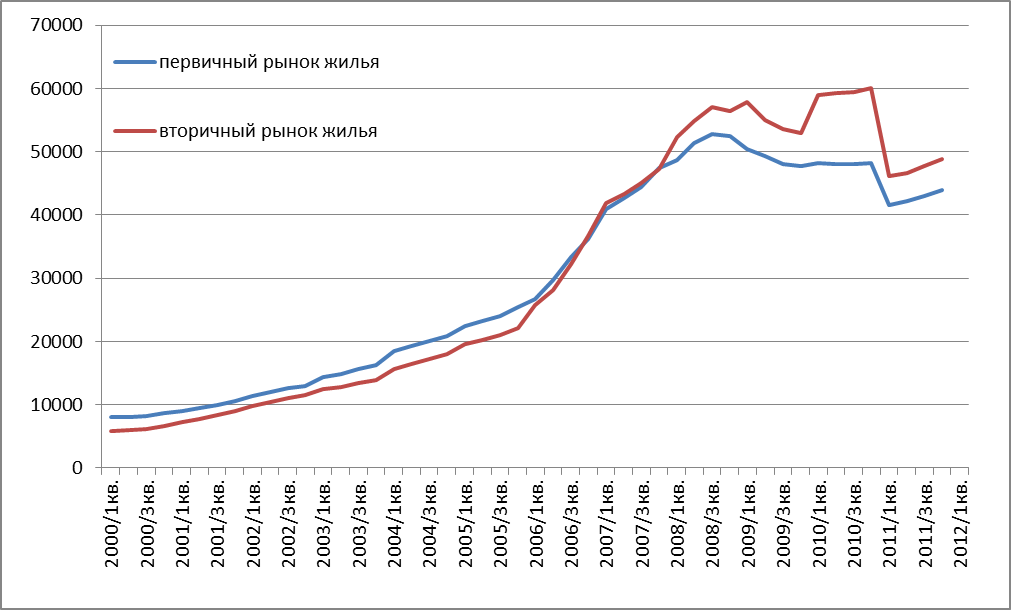 70000
60000
50000
40000
30000
20000
10000
0
первичный рынок жилья
вторичный рынок жилья
2000/1кв.
2000/3кв.
2001/1кв.
2001/3кв.
2002/1кв.
2002/3кв.
2003/1кв.
2003/3кв.
2004/1кв.
2004/3кв.
2005/1кв.
2005/3кв.
2006/1кв.
2006/3кв.
2007/1кв.
2007/3кв.
2008/1кв.
2008/3кв.
2009/1кв.
2009/3кв.
2010/1кв.
2010/3кв.
2011/1кв.
2011/3кв.
2012/1кв.